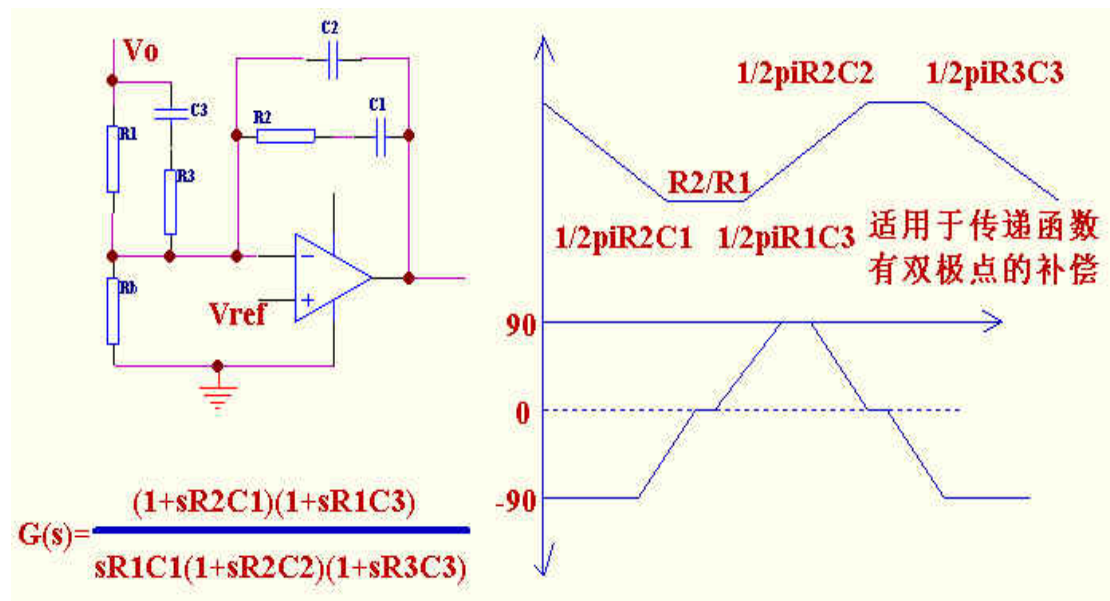 Vo
C2
C3
R1
R2
C1
R3
Rb
Vref
−
+
G(s)=
(1+sR2C1)(1+sR1C3)
sR1C1(1+sR2C2)(1+sR3C3)
1/2piR2C2
1/2piR3C3
R2/R1
1/2piR2C1
1/2piR1C3
适用于传递函数
有双极点的补偿
90
0
-90